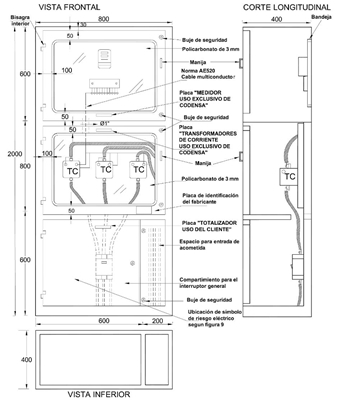 VISTA FRONTAL
CORTE LONGITUDINAL
Bisagra
interior
800
400
130
50
Buje de seguridad
Bandeja
Policarbonato de 3 mm
600
100
Manija
Norma AE520
Cable multiconductor
Placa "MEDIDOR
USO EXCLUSIVO DE
CODENSA"
50
50
Ø1"
Buje de seguridad
Placa
"TRANSFORMADORES
DE CORRIENTE
USO EXCLUSIVO DE
CODENSA"
2000
800
100
Manija
TC
TC
TC
TC
Policarbonato de 3 mm
Placa de identificación
del fabricante
50
Placa "TOTALIZADOR
USO DEL CLIENTE"
Espacio para entrada de
acometida
600
Compartimiento para el
interruptor general
Buje de seguridad
Ubicación de simbolo
de riesgo eléctrico
segun figura 9
600
200
400
VISTA INFERIOR